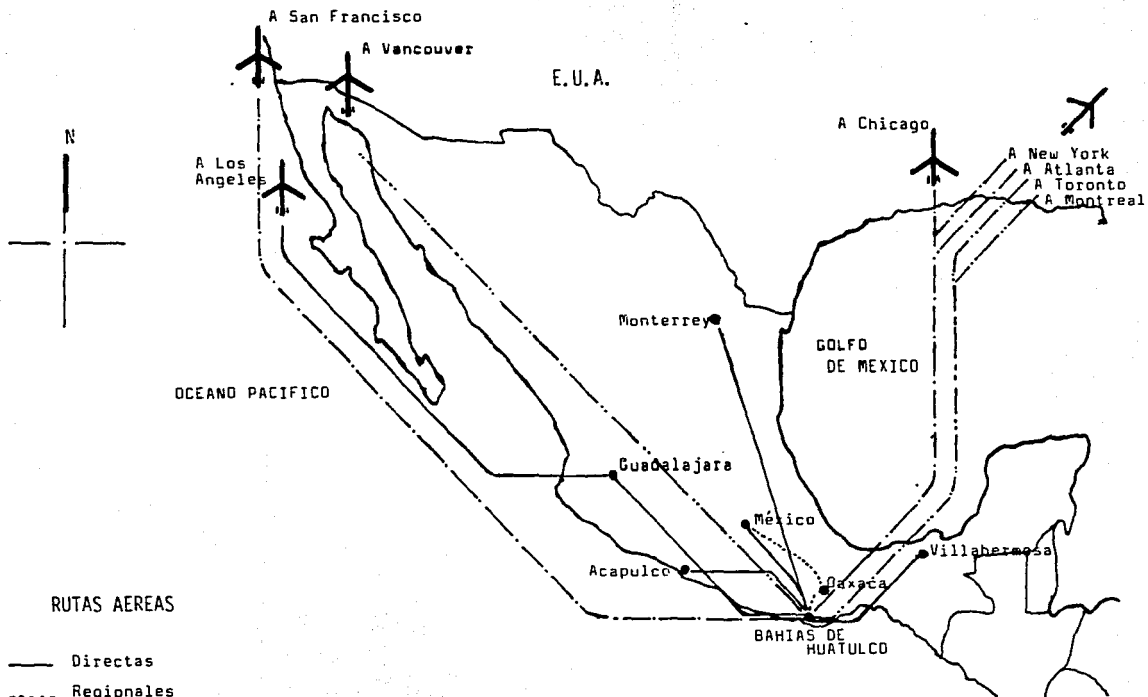 A San Francisco
A Vancouver
E.U.A.
N
A Chicago
A Los
Angeles
A New York
A Atlanta
A Toronto
A Montreal
Monterrey
GOLFO
DE MEXICO
OCEANO PACIFICO
Guadalajara
México
Villahermosa
Acapulco
Oaxaca
BAHIAS DE
HUATULCO
RUTAS AEREAS
Directas
Regionales